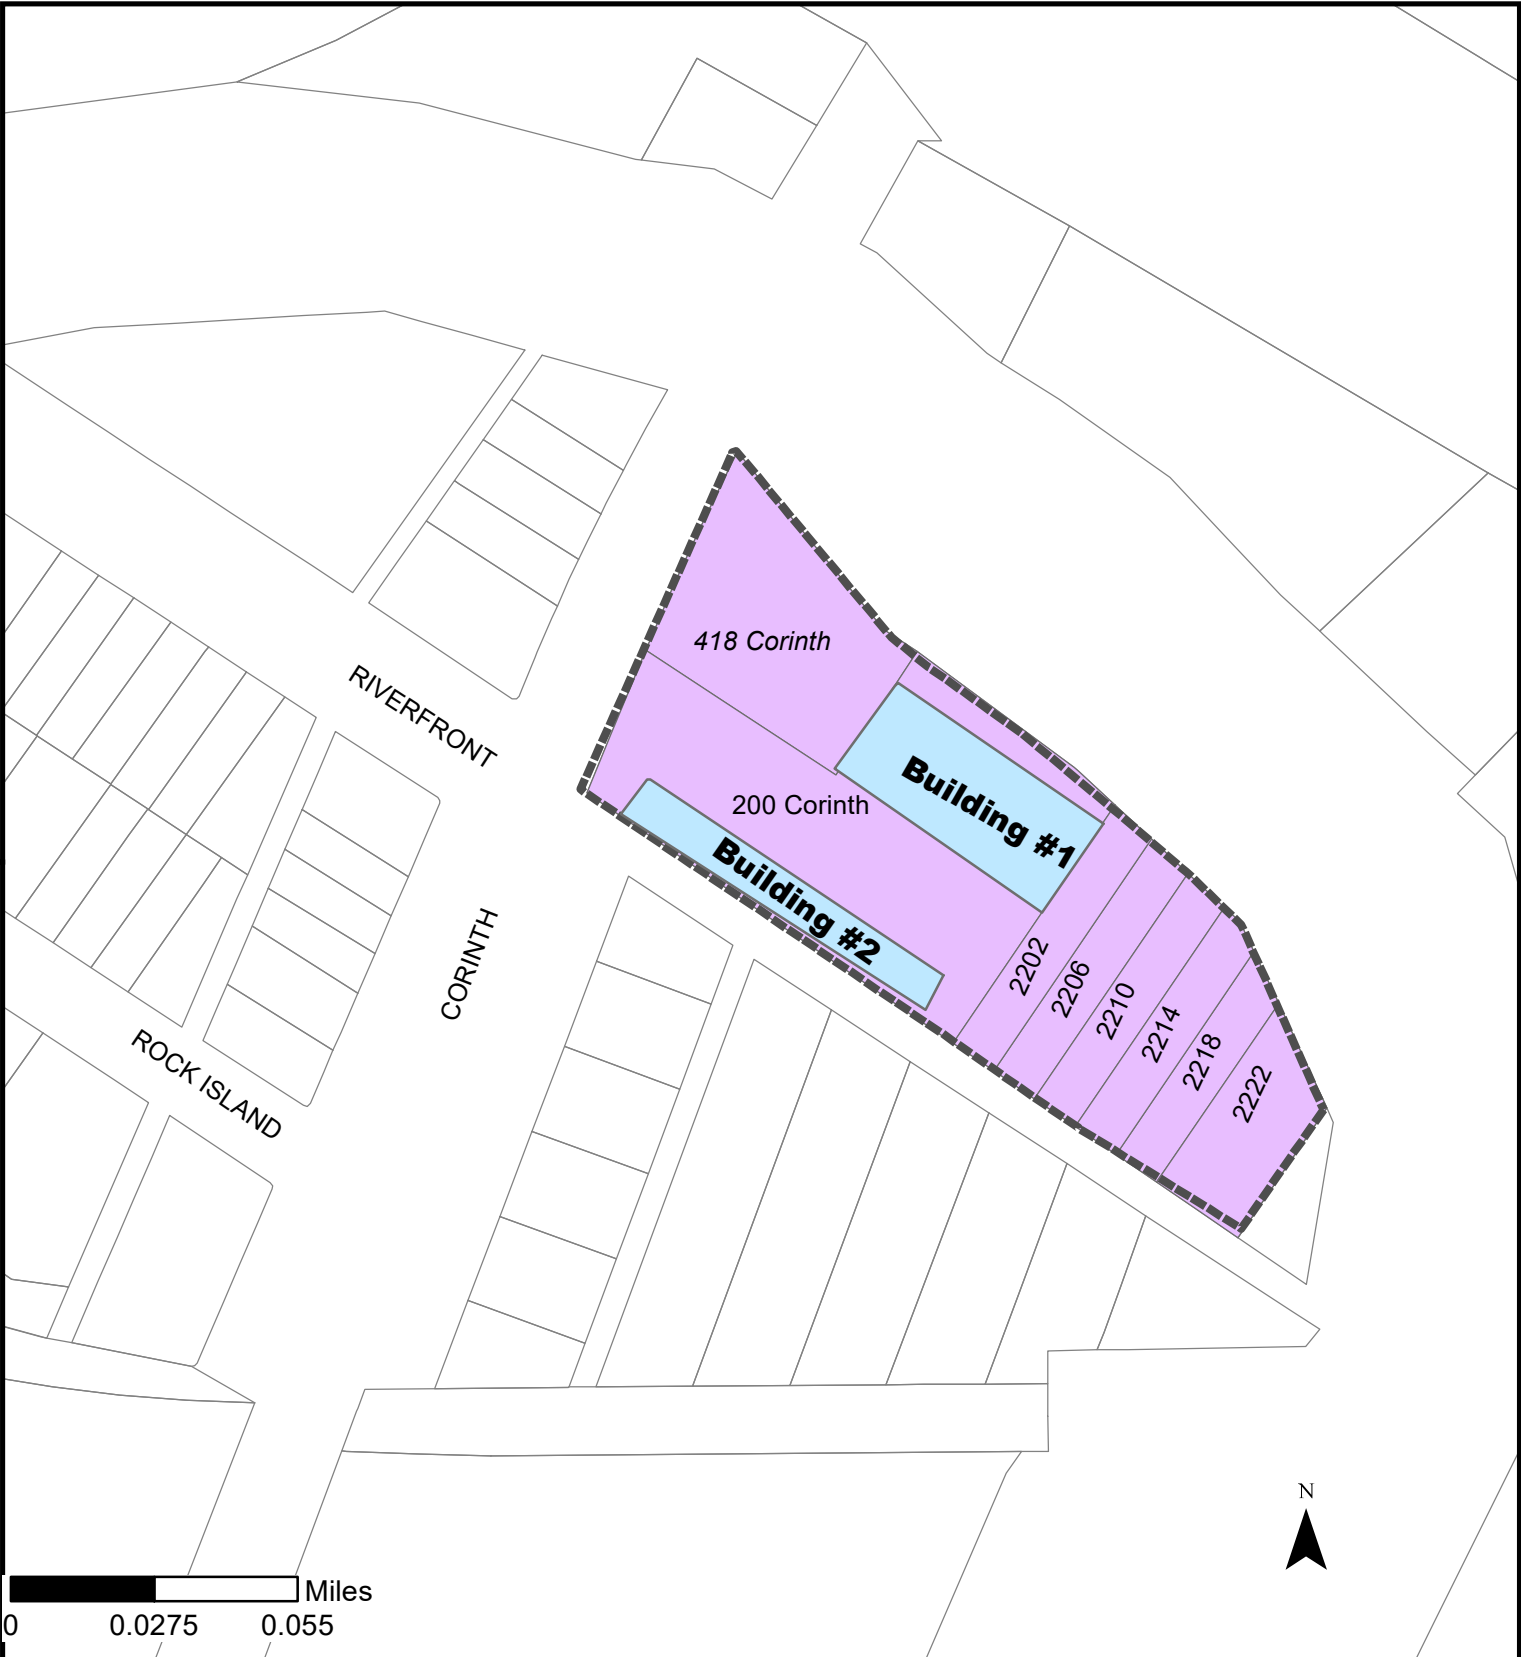 418 Corinth
RIVERFRONT
Building #1
200 Corinth
Building #2
CORINTH
2202
2206
2210
2214
2218
2222
ROCK ISLAND
N
Miles
0 0.0275 0.055